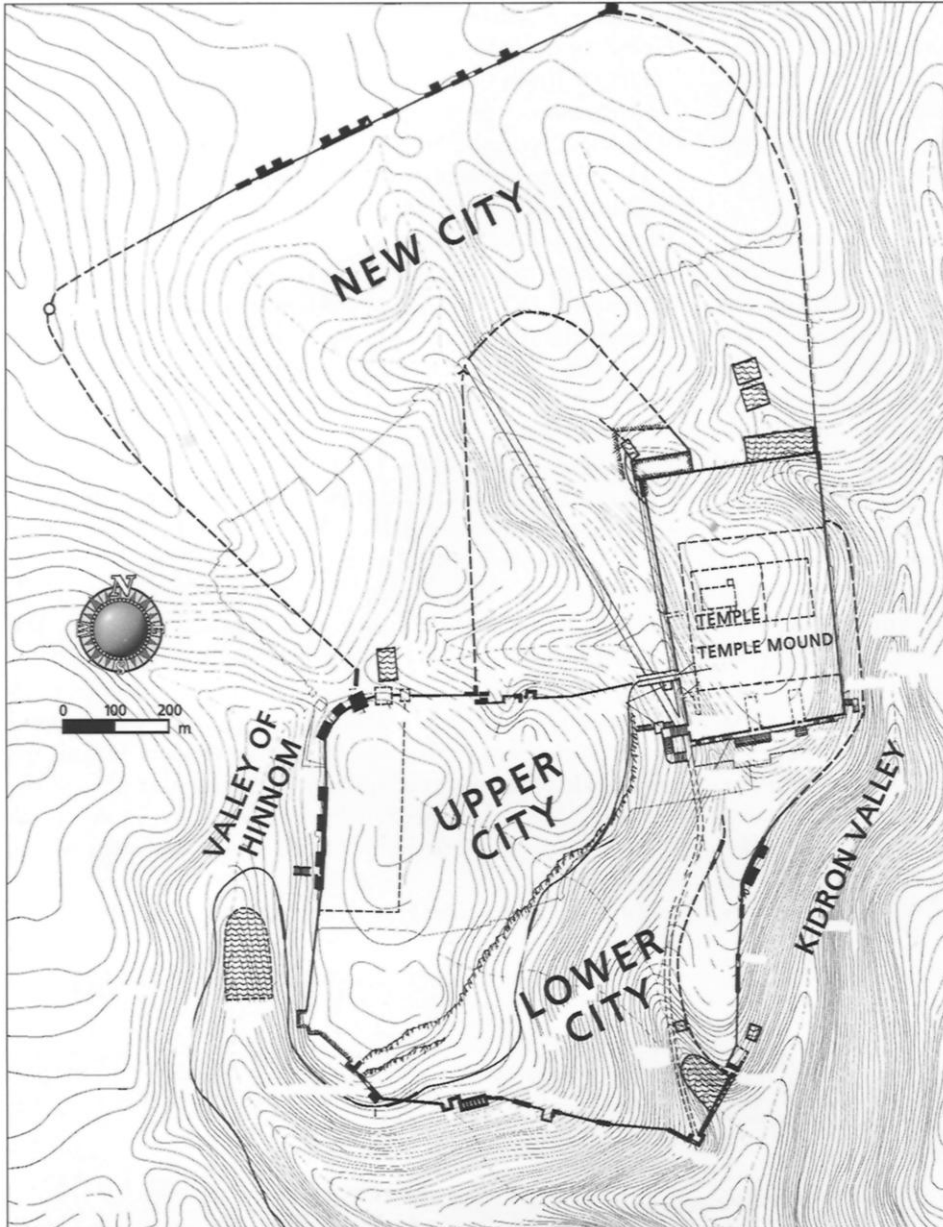 NEW CITY
TEMPLE
TEMPLE MOUND
N
0 100 200
m
VALLEY OF
HINNOM
UPPER
CITY
KIDRON VALLEY
LOWER
CITY